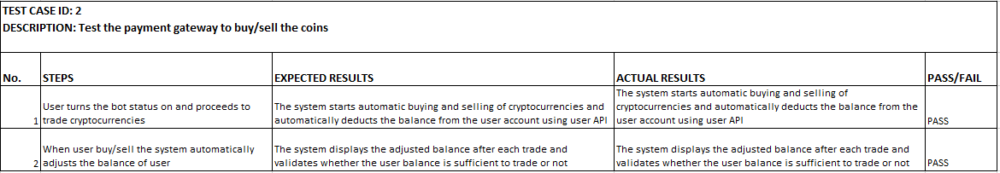 TEST CASE ID: 2
DESCRIPTION: Test the payment gateway to buy/sell the coins
No. STEPS EXPECTED RESULTS ACTUAL RESULTS PASS/FAIL
1
User turns the bot status on and proceeds to
trade cryptocurrencies
The system starts automatic buying and selling of cryptocurrencies and
automatically deducts the balance from the user account using user API
The system starts automatic buying and selling of
cryptocurrencies and automatically deducts the balance from the
user account using user API
PASS
2
When user buy/sell the system automatically
adjusts the balance of user
The system displays the adjusted balance after each trade and
validates whether the user balance is sufficient to trade or not
The system displays the adjusted balance after each trade and
validates whether the user balance is sufficient to trade or not
PASS